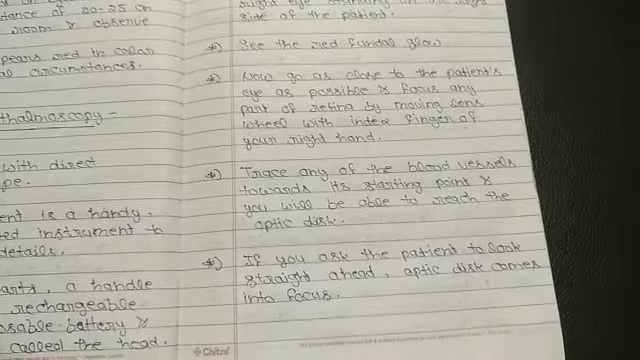 tance of 20-25 cm
room & observe
pears red in color
al circumstances.
thalmoscopy -
with direct
pe.
ent is a handy,
ed instrument to
details.
arts, a handle
rechargeable
osable battery &
called the head.
side of the patient.
*) See the red fundal glow.
*) Now go as close to the patient's
eye as possible & focus any
part of retina by moving lens
wheel with index finger of
your right hand.
*) Trace any of the blood vessels
towards its starting point &
you will be able to reach the
optic disk.
*) If you ask the patient to look
straight ahead, optic disk comes
into focus.
Chitra